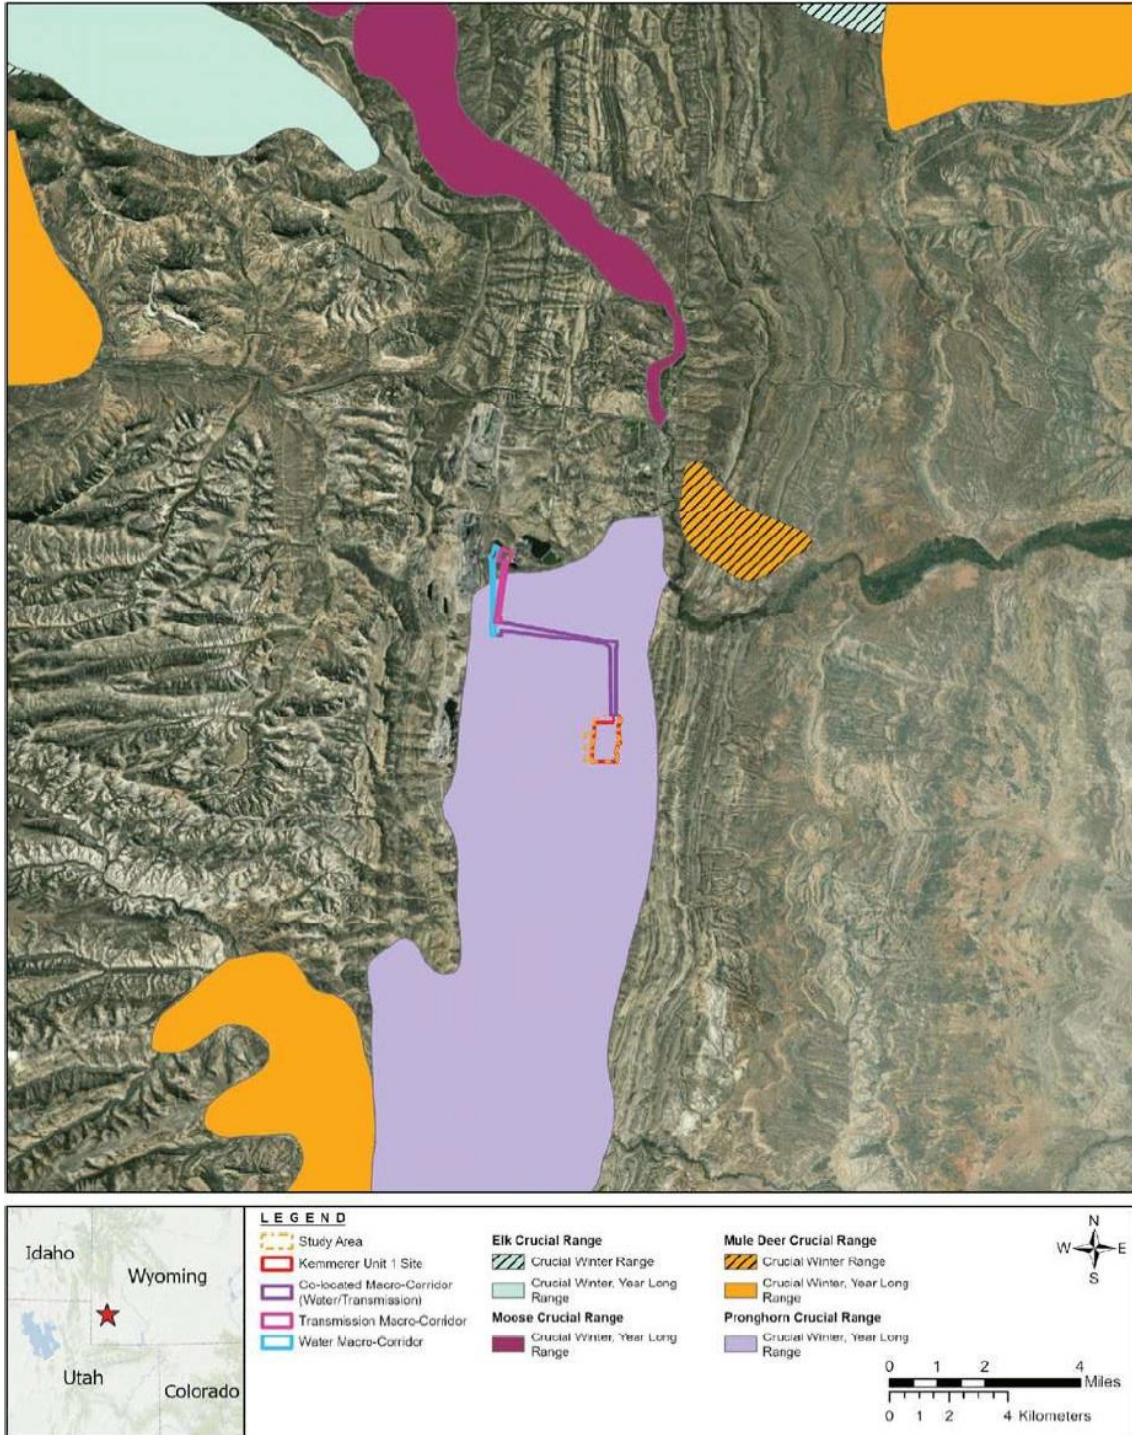 Idaho
Wyoming
Utah
Colorado
LEGEND
Study Area
Kemmerer Unit 1 Site
Co-located Macro-Corridor
(Water/Transmission)
Transmission Macro-Corridor
Water Macro-Corridor
Elk Crucial Range
Crucial Winter Range
Crucial Winter, Year Long
Range
Moose Crucial Range
Crucial Winter, Year Long
Range
Mule Deer Crucial Range
Crucial Winter Range
Crucial Winter, Year Long
Range
Pronghorn Crucial Range
Crucial Winter, Year Long
Range
N
W E
S
0 1 2 4
Miles
0 1 2 4 Kilometers